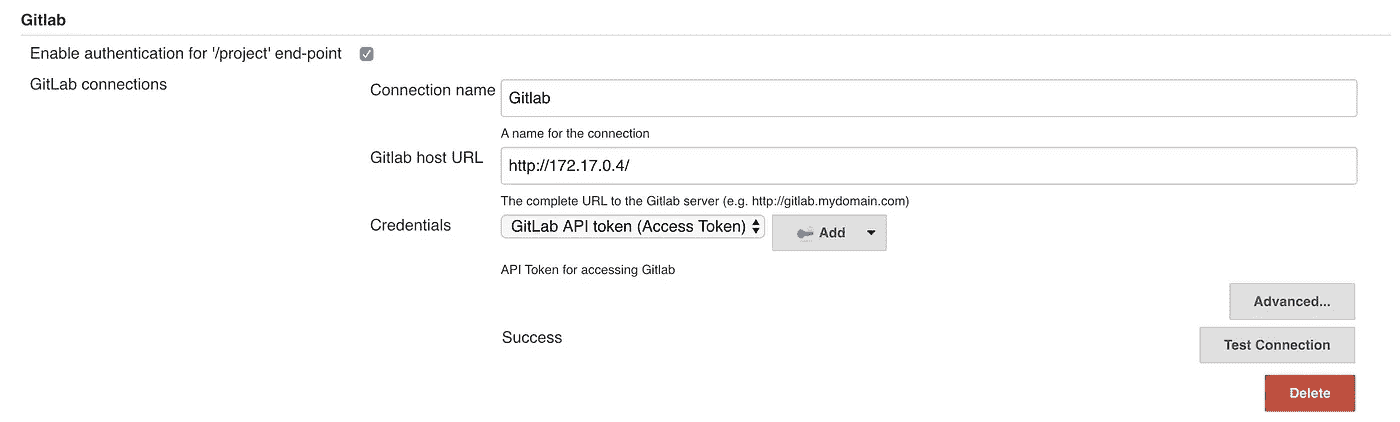 Gitlab
Enable authentication for '/project' end-point
GitLab connections
Connection name
Gitlab
A name for the connection
Gitlab host URL
http://172.17.0.4/
The complete URL to the Gitlab server (e.g. http://gitlab.mydomain.com)
Credentials
GitLab API token (Access Token)
Add
API Token for accessing Gitlab
Advanced...
Success
Test Connection
Delete